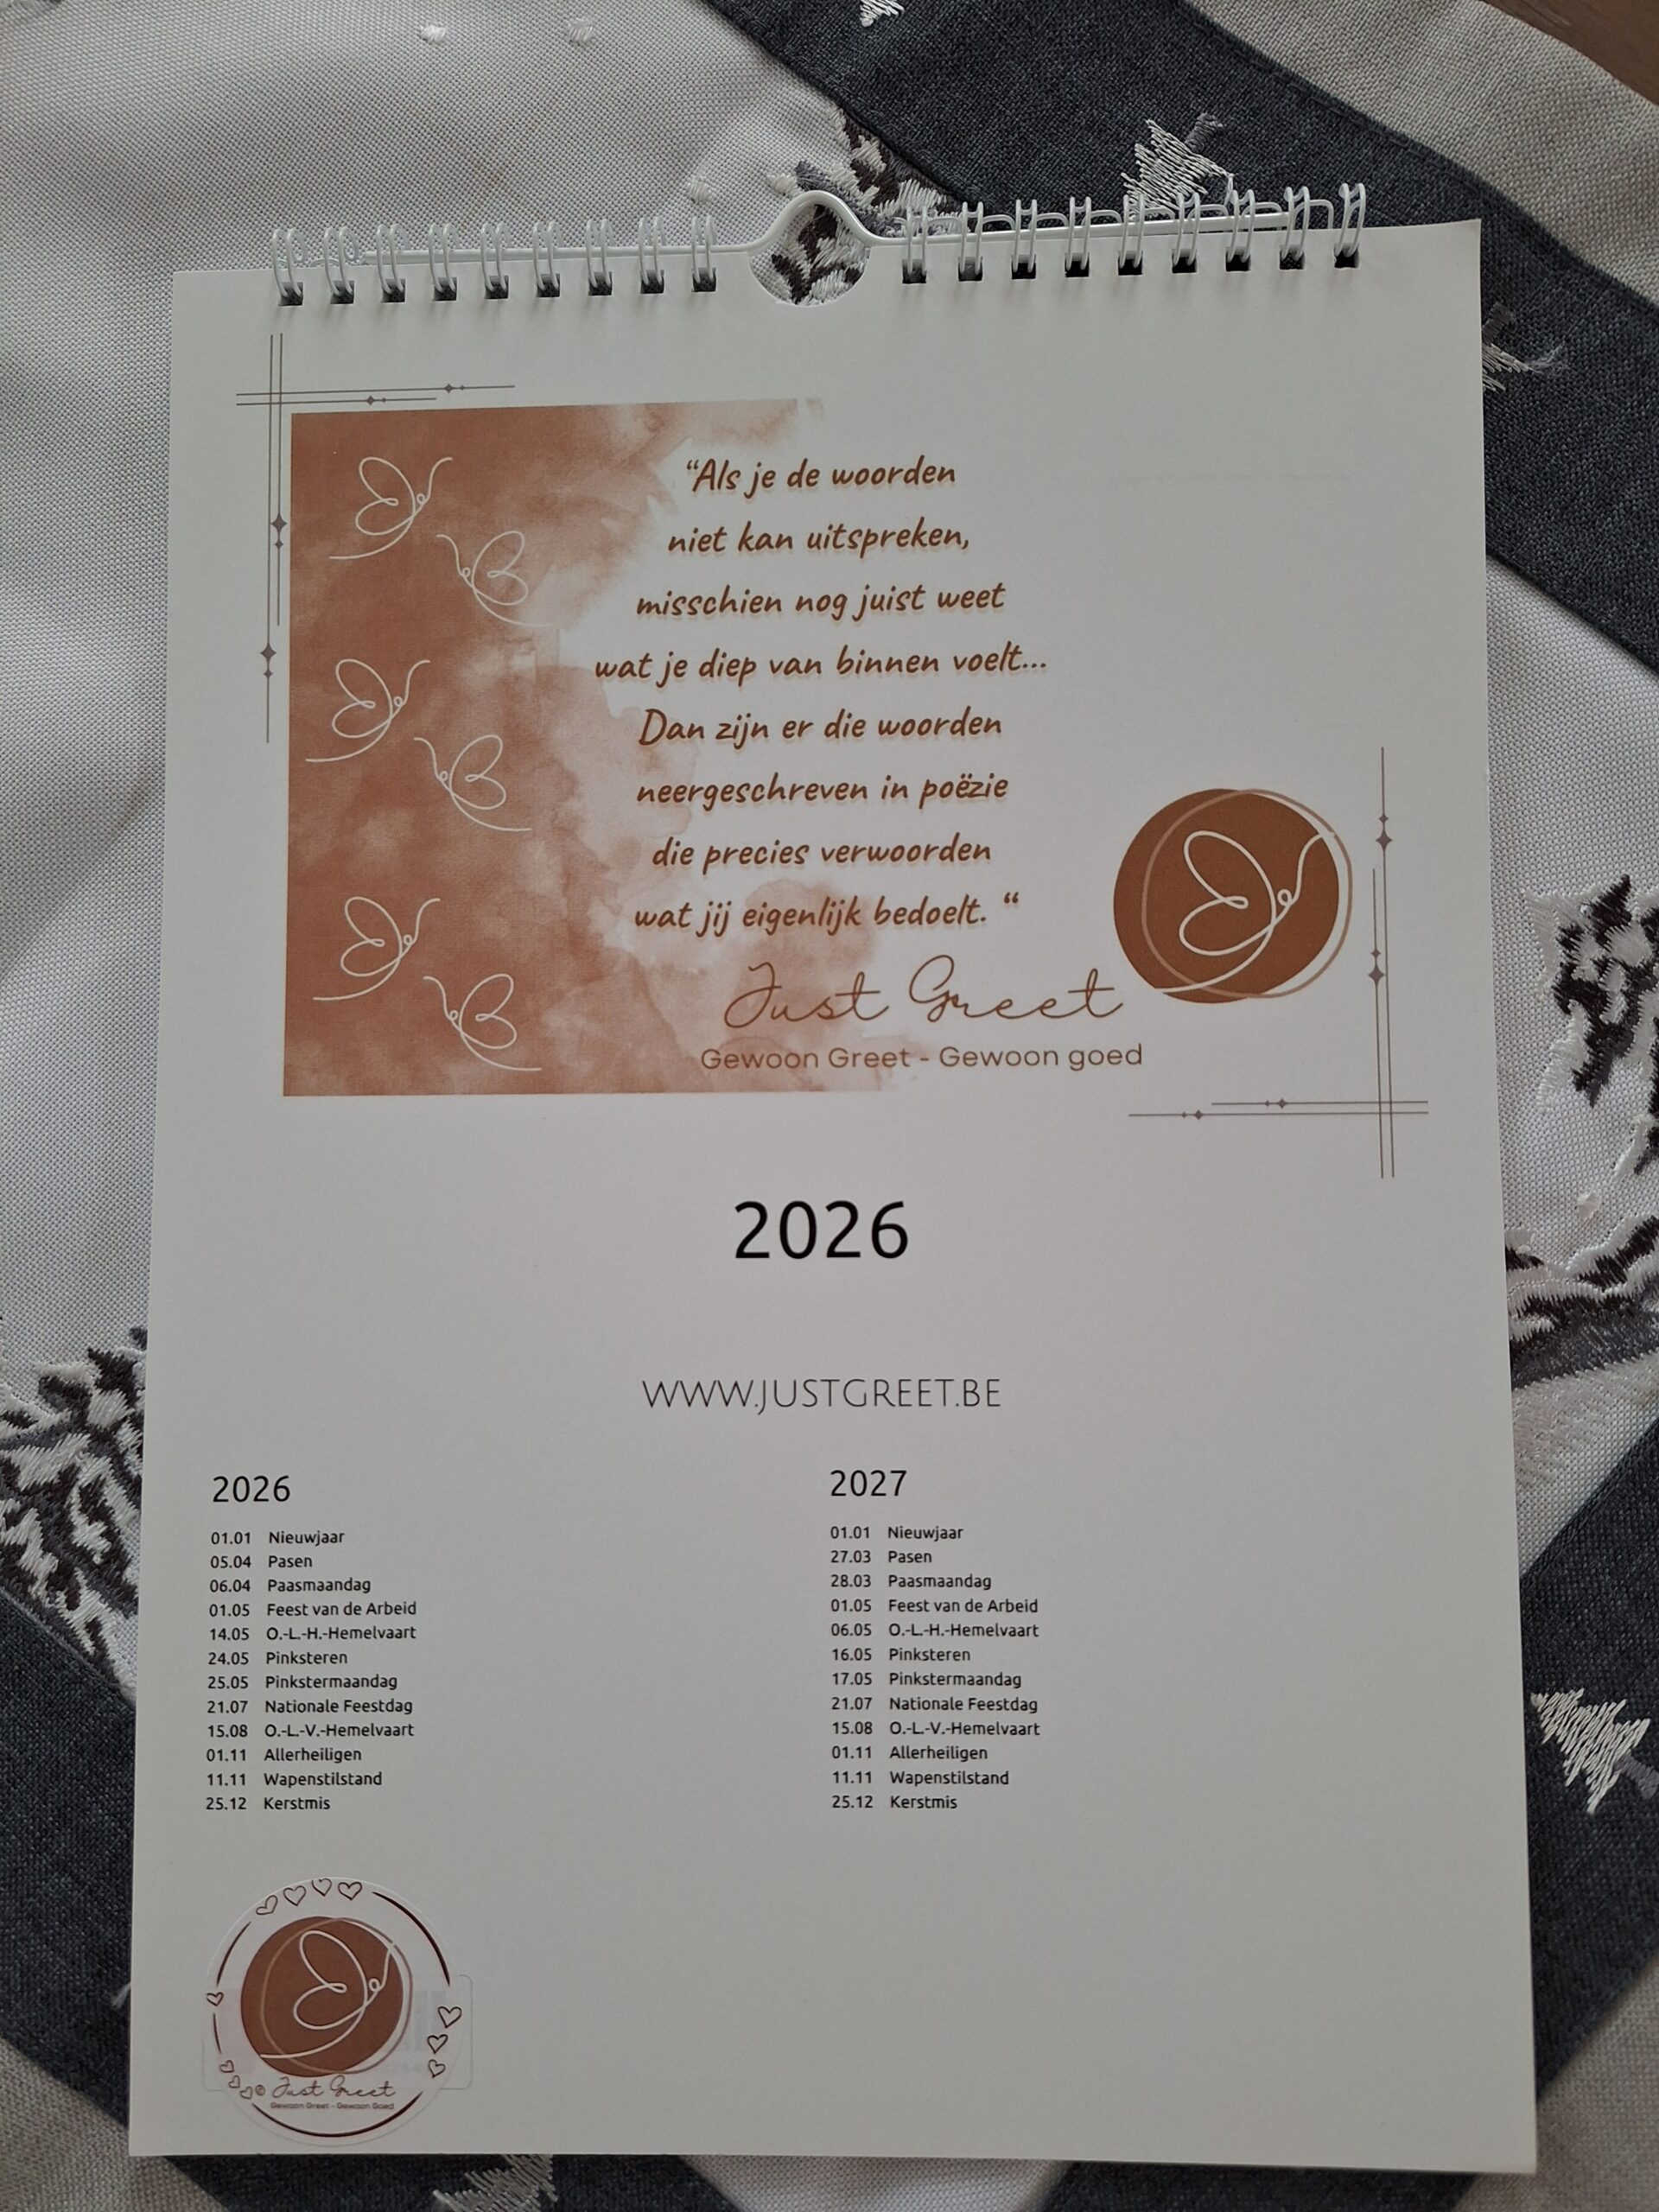 “Als je de woorden
niet kan uitspreken,
misschien nog juist weet
wat je diep van binnen voelt...
Dan zijn er die woorden
neergeschreven in poëzie
die precies verwoorden
wat jij eigenlijk bedoelt. “
Just Greet
Gewoon Greet - Gewoon goed
2026
WWW.JUSTGREET.BE
2026
01.01 Nieuwjaar
05.04 Pasen
06.04 Paasmaandag
01.05 Feest van de Arbeid
14.05 O.-L.-H.-Hemelvaart
24.05 Pinksteren
25.05 Pinkstermaandag
21.07 Nationale Feestdag
15.08 O.-L.-V.-Hemelvaart
01.11 Allerheiligen
11.11 Wapenstilstand
25.12 Kerstmis
2027
01.01 Nieuwjaar
27.03 Pasen
28.03 Paasmaandag
01.05 Feest van de Arbeid
06.05 O.-L.-H.-Hemelvaart
16.05 Pinksteren
17.05 Pinkstermaandag
21.07 Nationale Feestdag
15.08 O.-L.-V.-Hemelvaart
01.11 Allerheiligen
11.11 Wapenstilstand
25.12 Kerstmis
© Just Greet
Gewoon Greet - Gewoon Goed